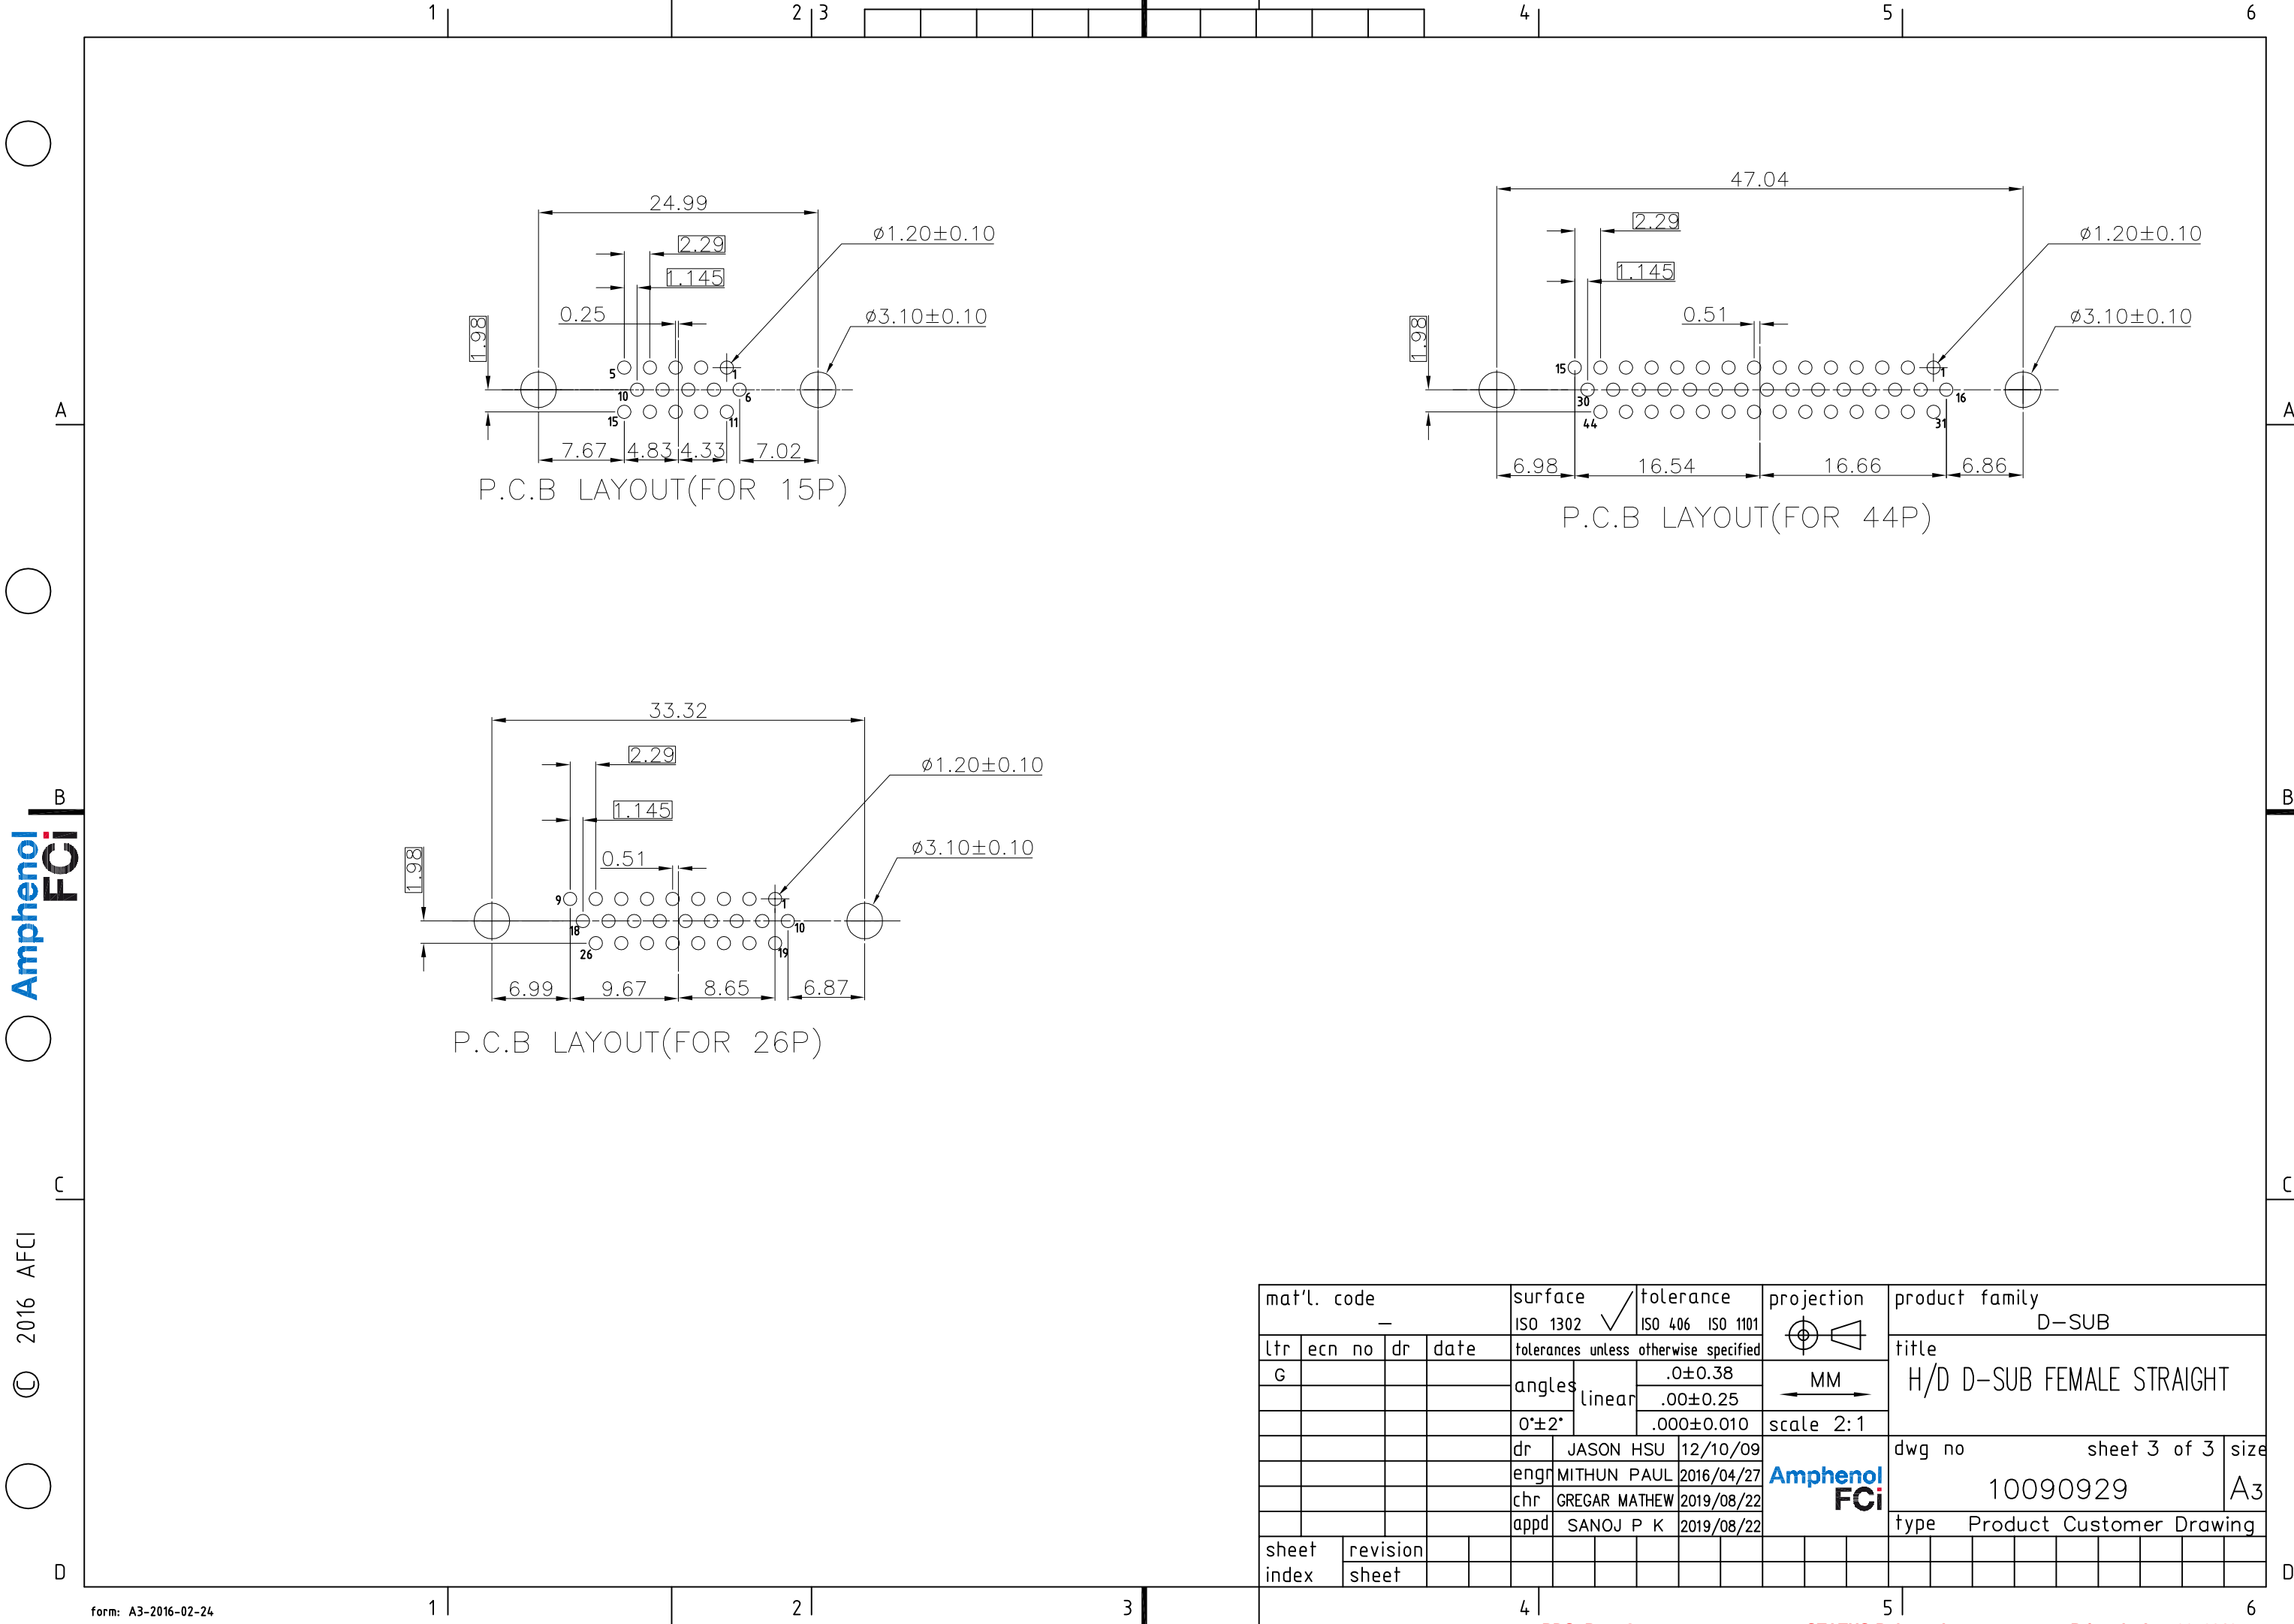 1 2 3 4 5 6
24.99
2.29
1.145
0.25
1.98
ø1.20±0.10
ø3.10±0.10
5 1
10 6
15 11
7.67 4.83 4.33 7.02
P.C.B LAYOUT(FOR 15P)
47.04
2.29
1.145
0.51
1.98
ø1.20±0.10
ø3.10±0.10
15 1
30 16
44 31
6.98 16.54 16.66 6.86
P.C.B LAYOUT(FOR 44P)
A A
33.32
2.29
1.145
0.51
1.98
ø1.20±0.10
ø3.10±0.10
9 1
18 10
26 19
6.99 9.67 8.65 6.87
P.C.B LAYOUT(FOR 26P)
B B
Amphenol
FCi
C C
© 2016 AFCI
mat'l. code
–
surface
ISO 1302
tolerance
ISO 406 ISO 1101
projection
product family
D-SUB
ltr ecn no dr date
tolerances unless otherwise specified
title
H/D D-SUB FEMALE STRAIGHT
G
angles
0°±2°
linear
.0±0.38
.00±0.25
.000±0.010
MM
scale 2:1
dr JASON HSU 12/10/09
engr MITHUN PAUL 2016/04/27
chr GREGAR MATHEW 2019/08/22
appd SANOJ P K 2019/08/22
Amphenol
FCi
dwg no sheet 3 of 3 size
10090929 A3
type Product Customer Drawing
sheet revision
index sheet
D D
form: A3-2016-02-24
1 2 3 4 5